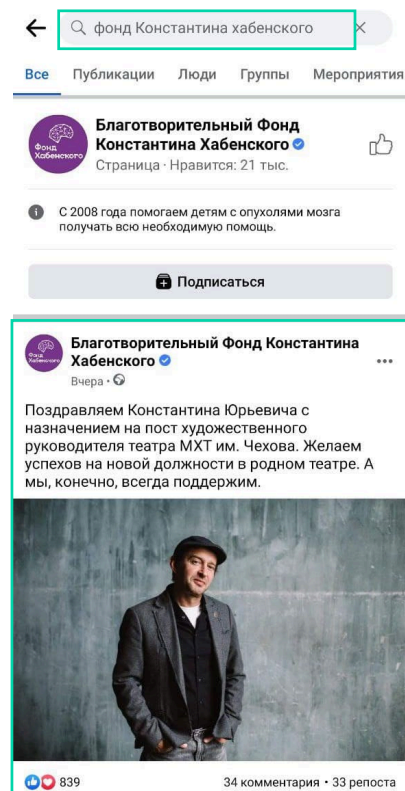 фонд Константина хабенского
Все Публикации Люди Группы Мероприятия
Фонд
Хабенского
Благотворительный Фонд
Константина Хабенского
Страница · Нравится: 21 тыс.
С 2008 года помогаем детям с опухолями мозга
получать всю необходимую помощь.
Подписаться
Фонд
Хабенского
Благотворительный Фонд Константина
Хабенского
Вчера ·
Поздравляем Константина Юрьевича с
назначением на пост художественного
руководителя театра МХТ им. Чехова. Желаем
успехов на новой должности в родном театре. А
мы, конечно, всегда поддержим.
839
34 комментария • 33 репоста